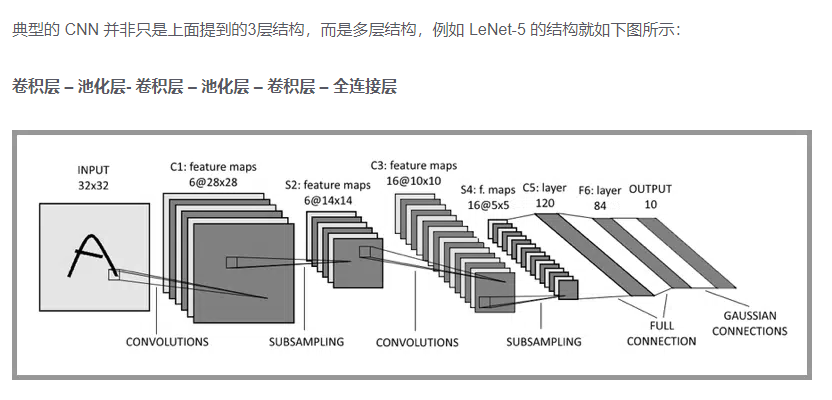 典型的 CNN 并非只是上面提到的3层结构，而是多层结构，例如 LeNet-5 的结构就如下图所示：
卷积层 – 池化层- 卷积层 – 池化层 – 卷积层 – 全连接层
INPUT
32x32
C1: feature maps
6@28x28
S2: feature maps
6@14x14
C3: feature maps
16@10x10
S4: f. maps
16@5x5
C5: layer
120
F6: layer
84
OUTPUT
10
A
CONVOLUTIONS
SUBSAMPLING
CONVOLUTIONS
SUBSAMPLING
FULL
CONNECTION
GAUSSIAN
CONNECTIONS